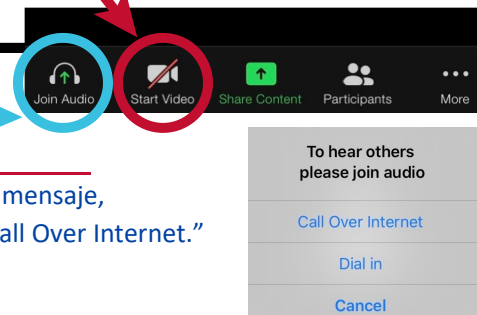 Join Audio Start Video Share Content Participants More
To hear others
please join audio
mensaje,
all Over Internet.”
Call Over Internet
Dial in
Cancel